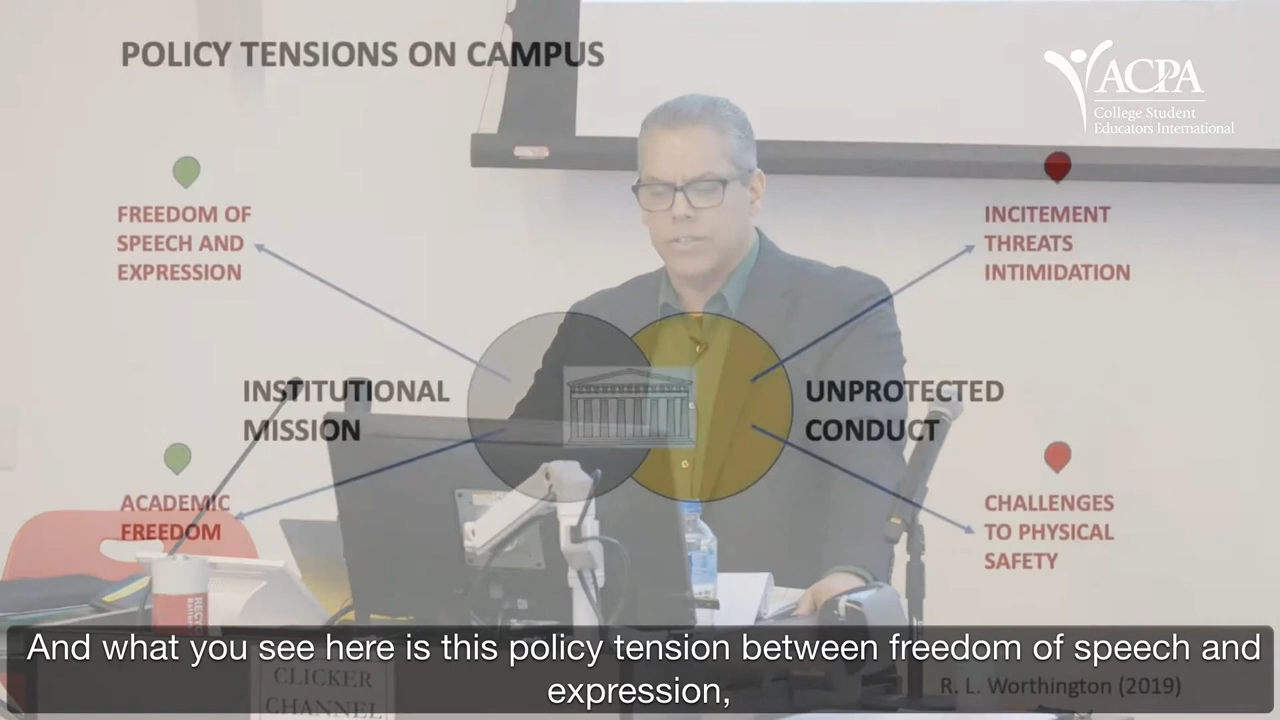 POLICY TENSIONS ON CAMPUS
ACPA
College Student
Educators International
FREEDOM OF
SPEECH AND
EXPRESSION
INCITEMENT
THREATS
INTIMIDATION
INSTITUTIONAL
MISSION
UNPROTECTED
CONDUCT
ACADEMIC
FREEDOM
CHALLENGES
TO PHYSICAL
SAFETY
And what you see here is this policy tension between freedom of speech and
expression,
CLICKER
CHANNEL
R. L. Worthington (2019)